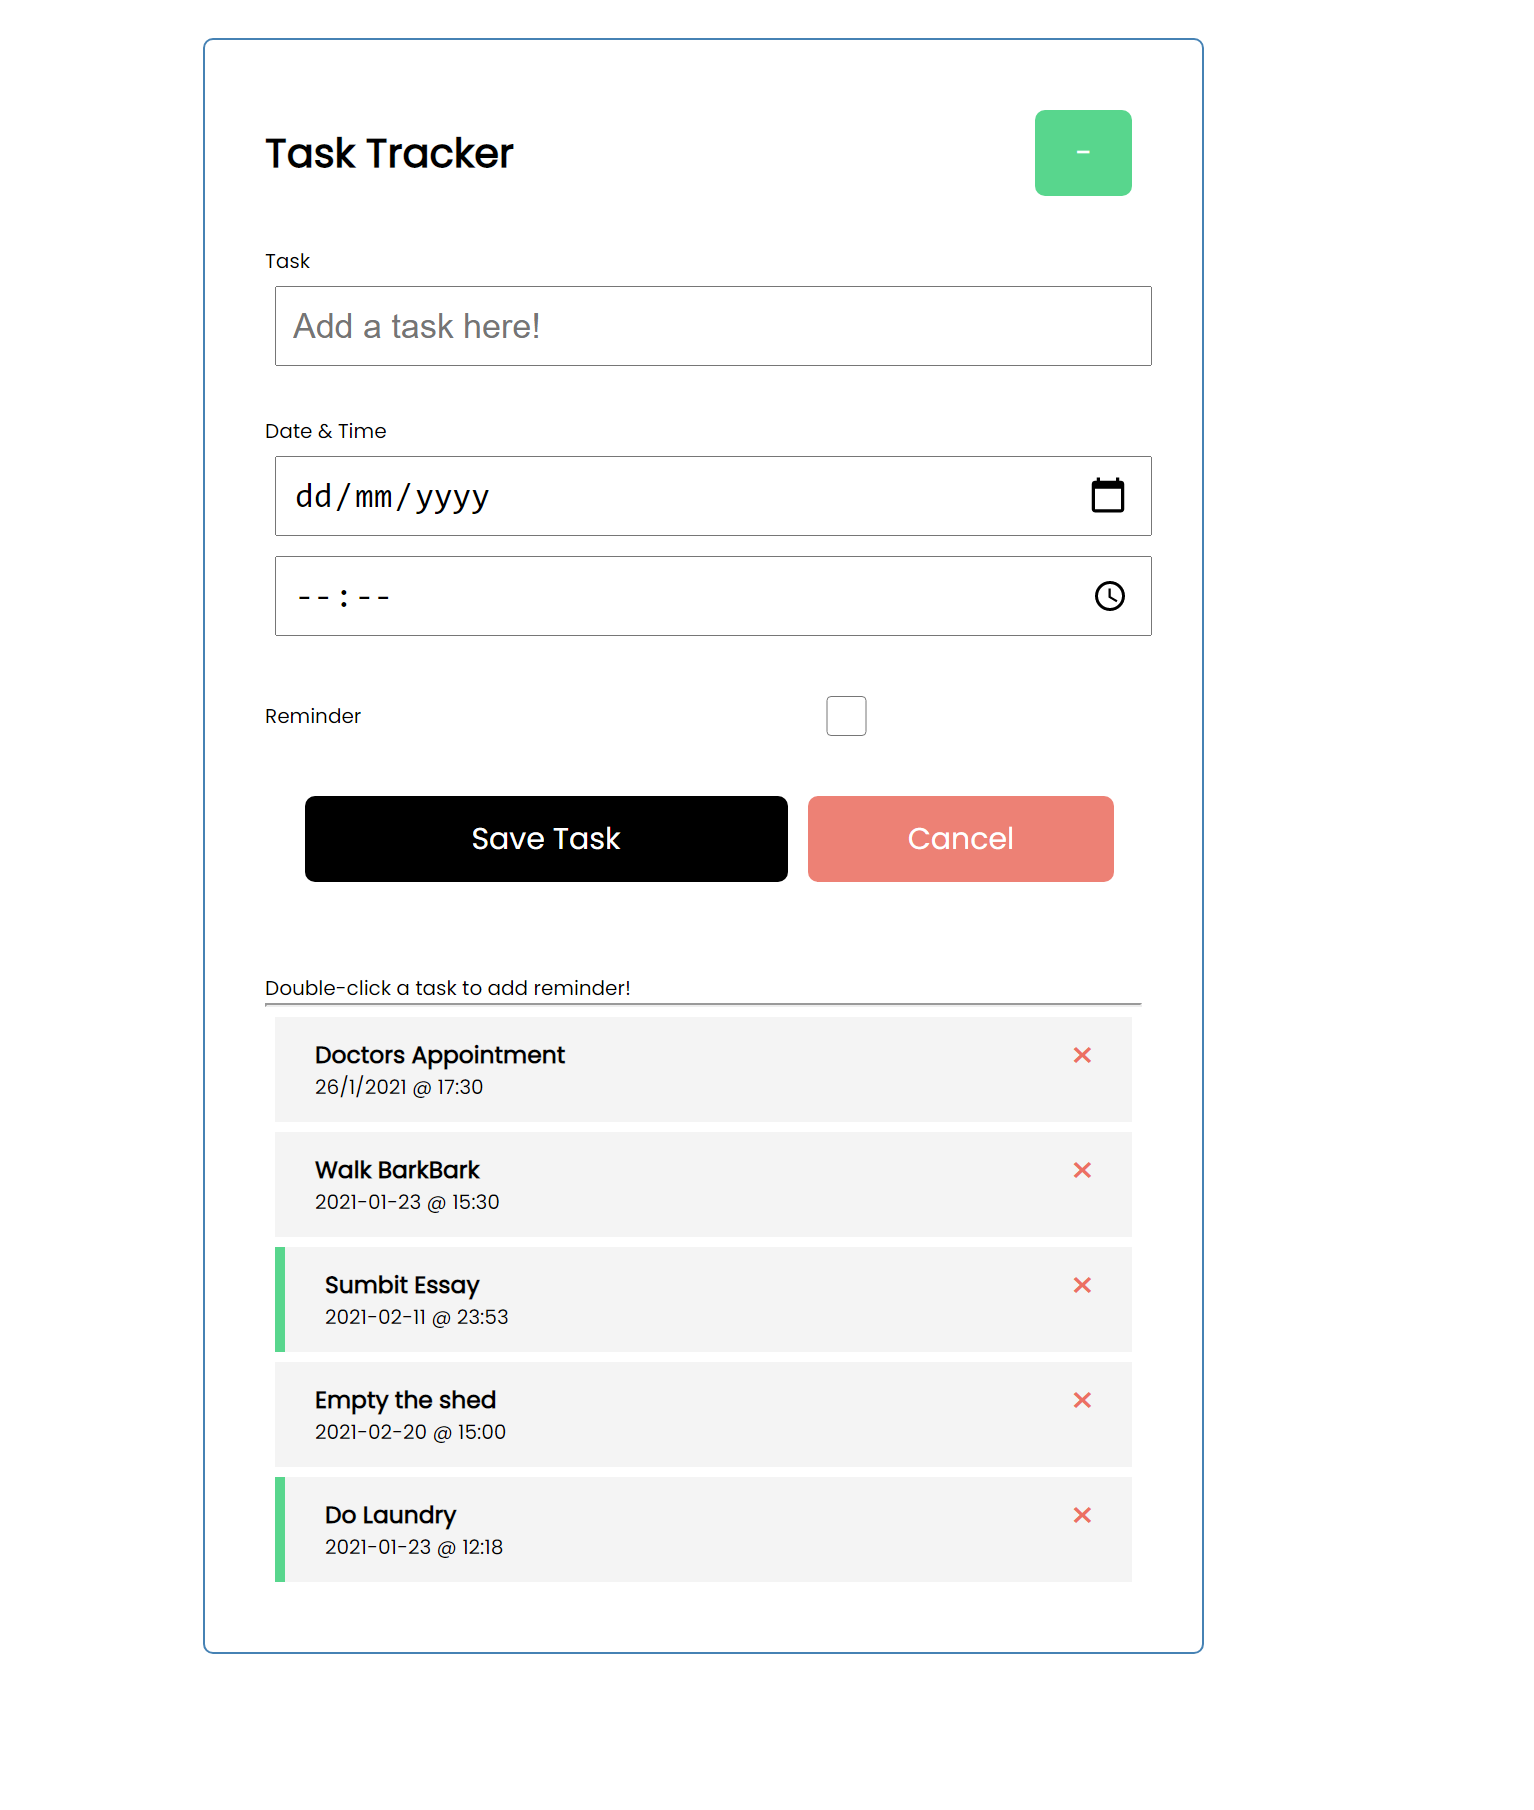 Task Tracker
-
Task
Add a task here!
Date & Time
dd/mm/yyyy
--:--
Reminder
Save Task
Cancel
Double-click a task to add reminder!
Doctors Appointment
26/1/2021 @ 17:30
Walk BarkBark
2021-01-23 @ 15:30
Sumbit Essay
2021-02-11 @ 23:53
Empty the shed
2021-02-20 @ 15:00
Do Laundry
2021-01-23 @ 12:18